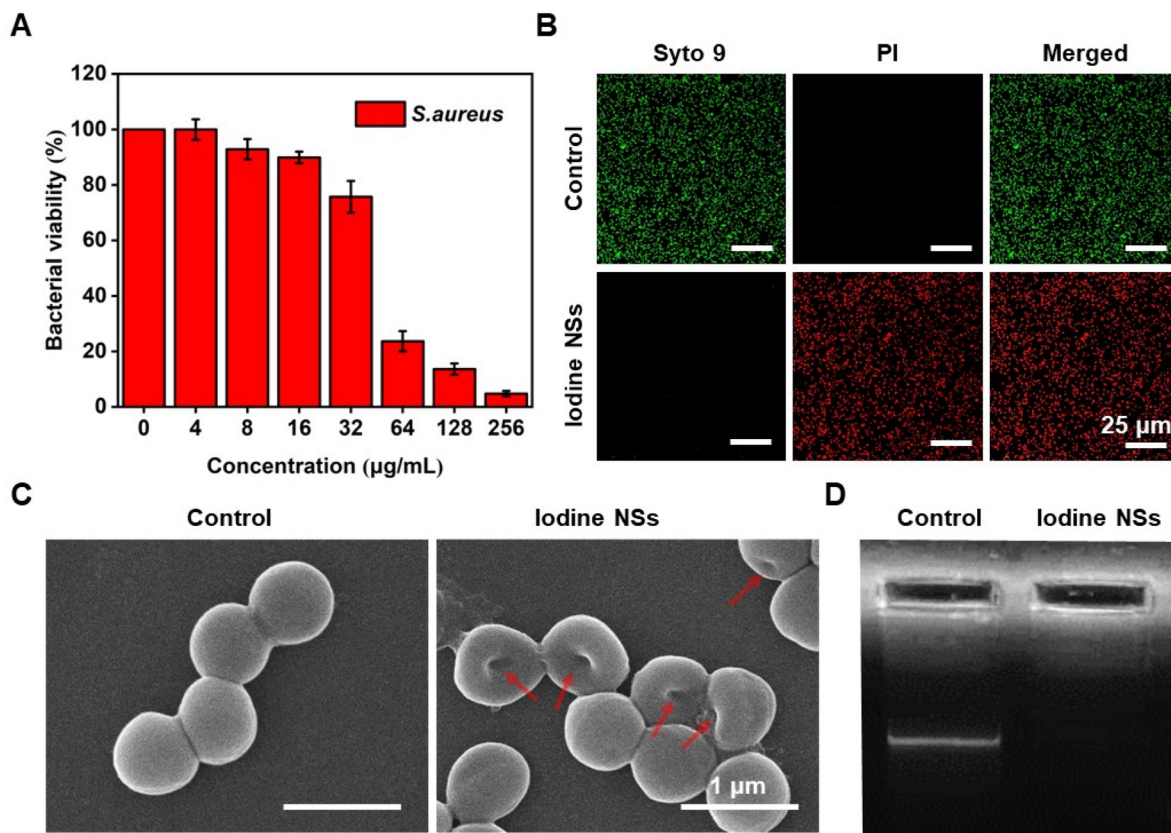 A
Bacterial viability (%)
120
100
80
60
40
20
0
S.aureus
0 4 8 16 32 64 128 256
Concentration (µg/mL)
B
Syto 9 PI Merged
Control
Iodine NSs
25 µm
C
Control Iodine NSs
1 µm
D
Control Iodine NSs